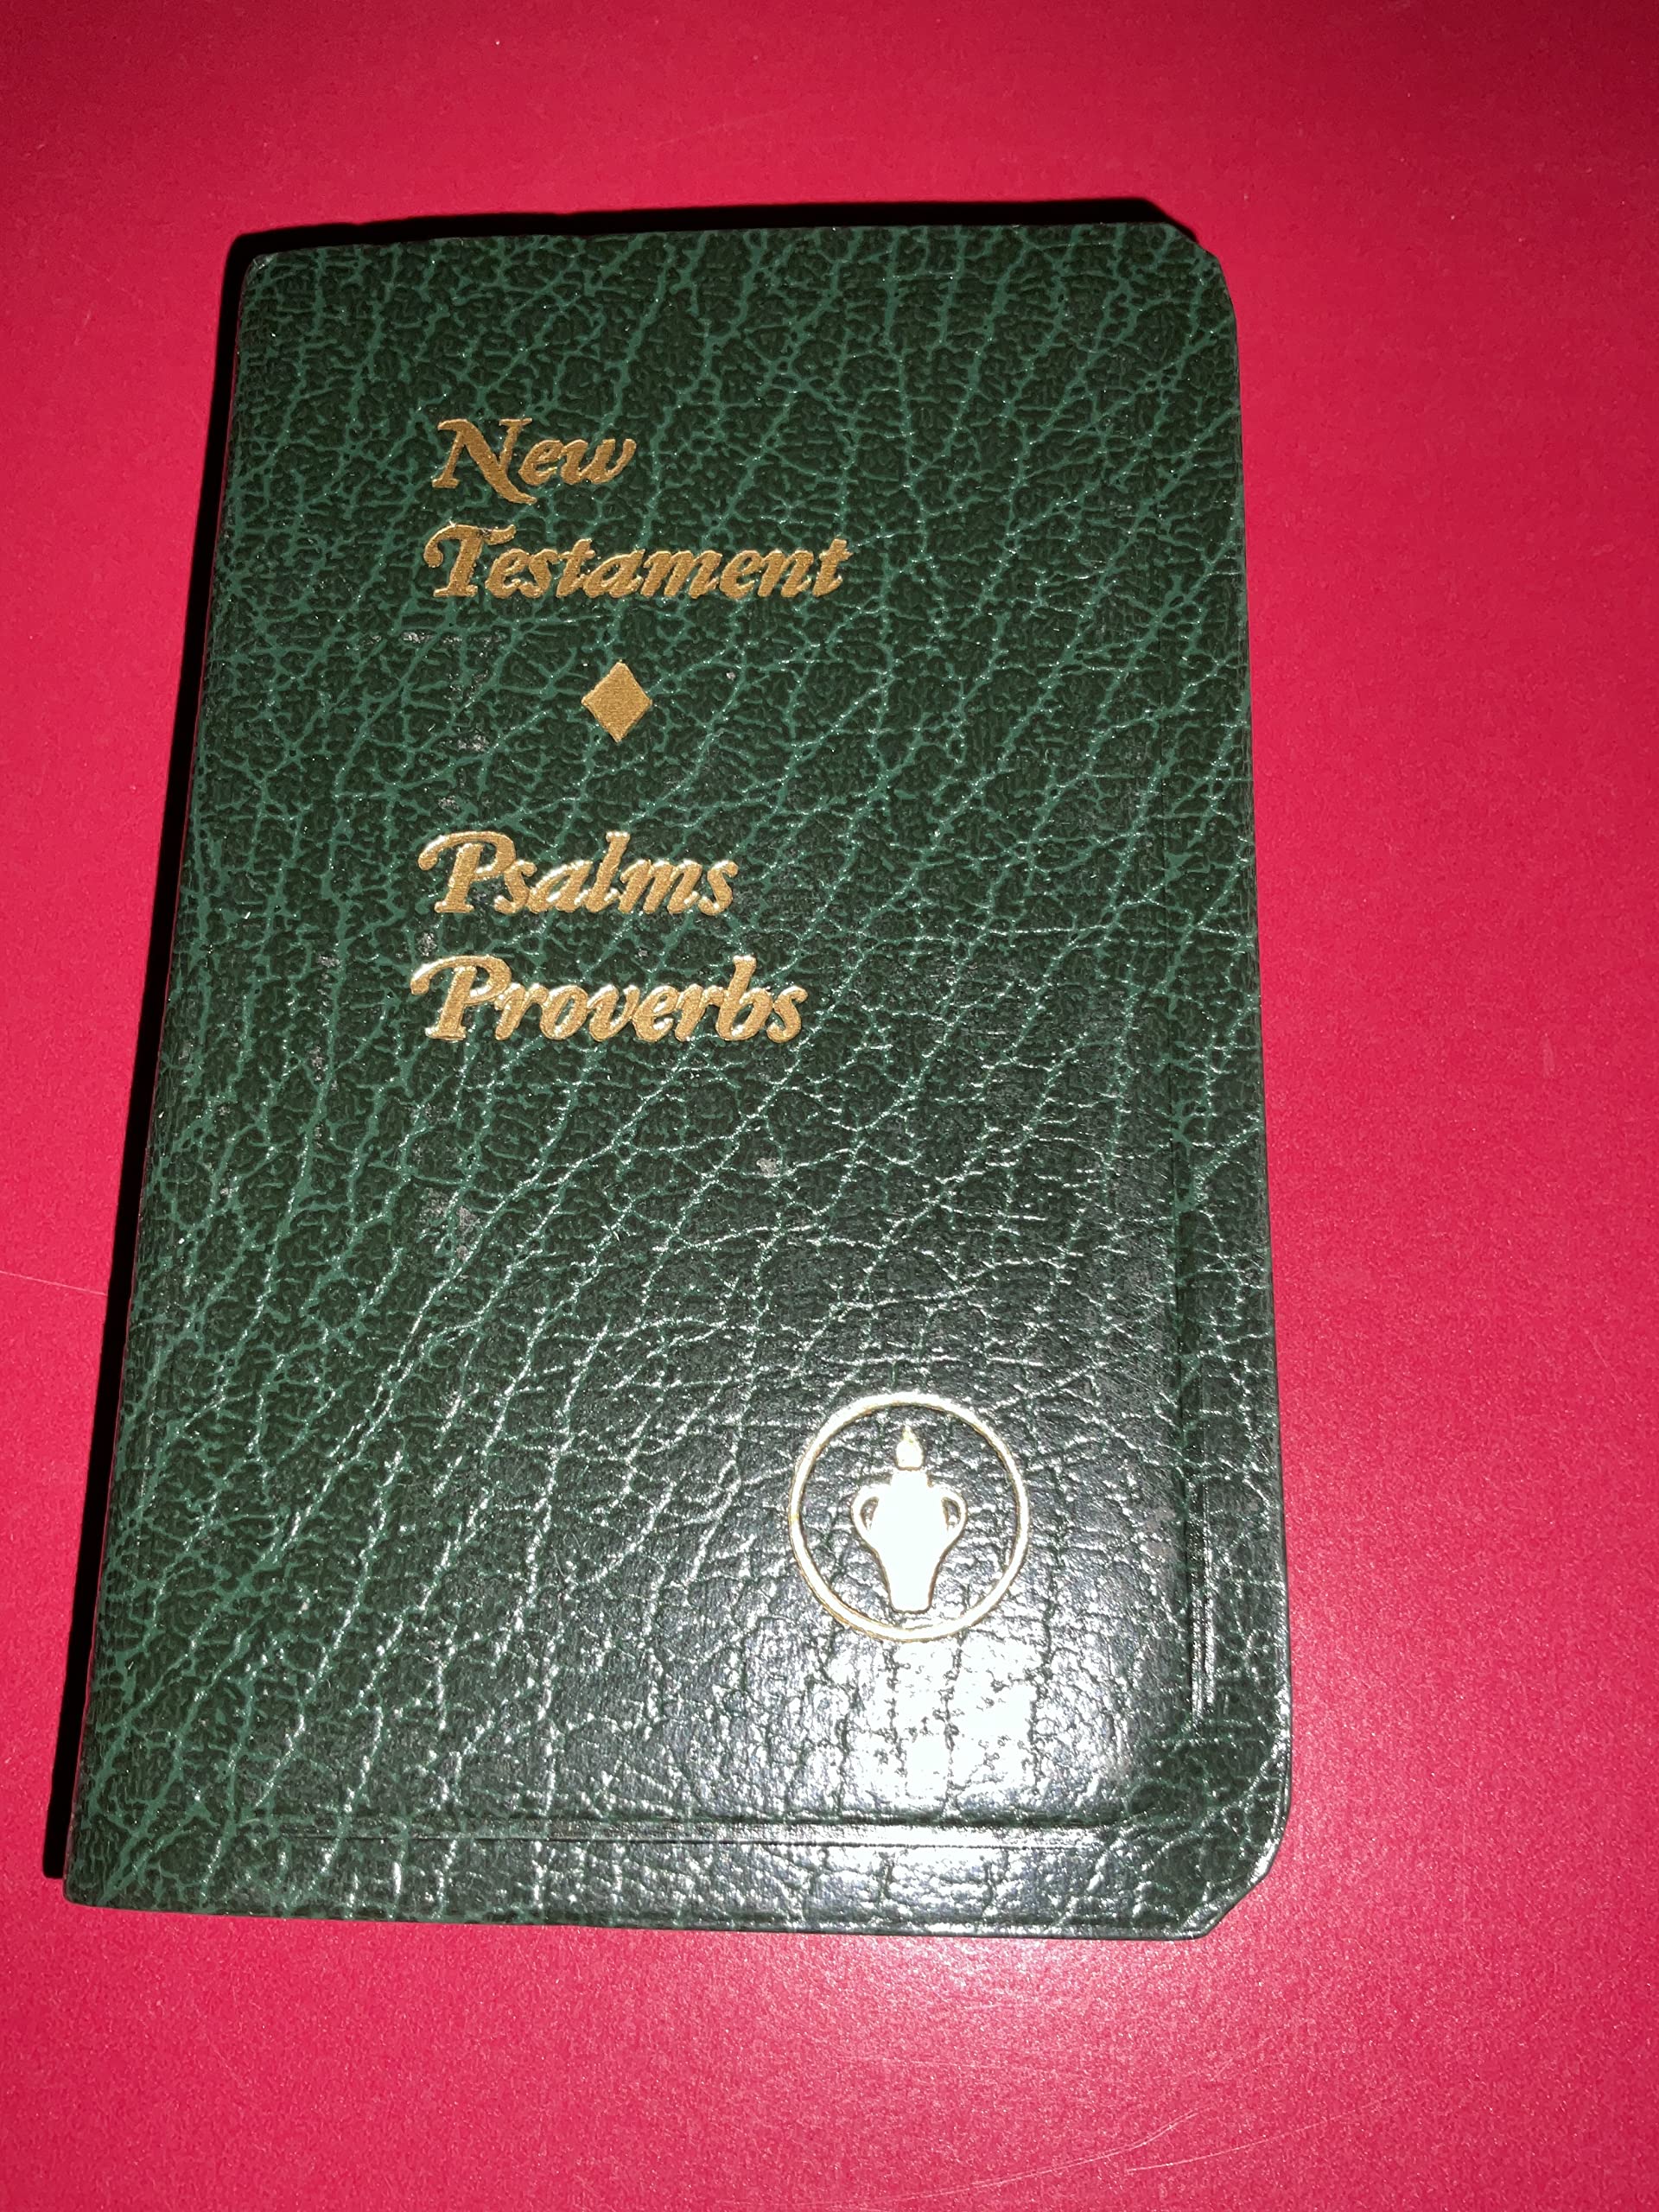 New
Testament
Psalms
Proverbs